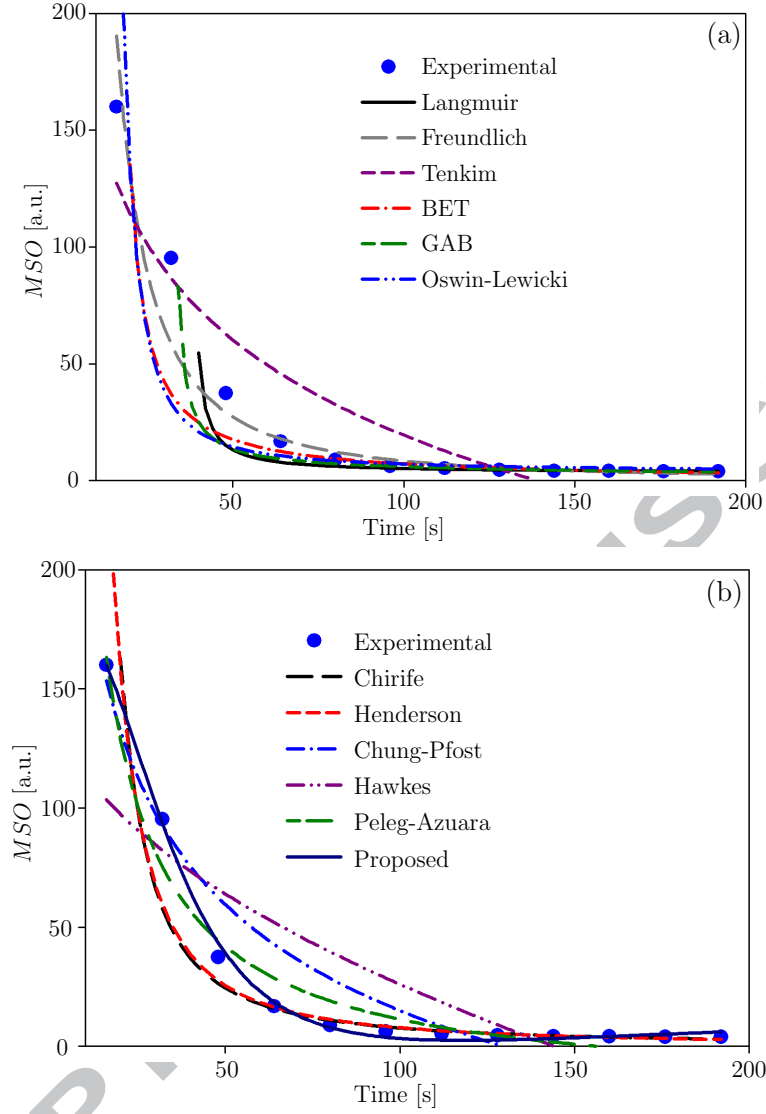 200
(a)
Experimental
Langmuir
150
Freundlich
Tenkim
BET
100
GAB
Oswin-Lewicki
MSO [a.u.]
50
0
50
100
150
200
Time [s]
200
(b)
Experimental
Chirife
150
Henderson
Chung-Pfost
Hawkes
100
Peleg-Azuara
Proposed
MSO [a.u.]
50
0
50
100
150
200
Time [s]